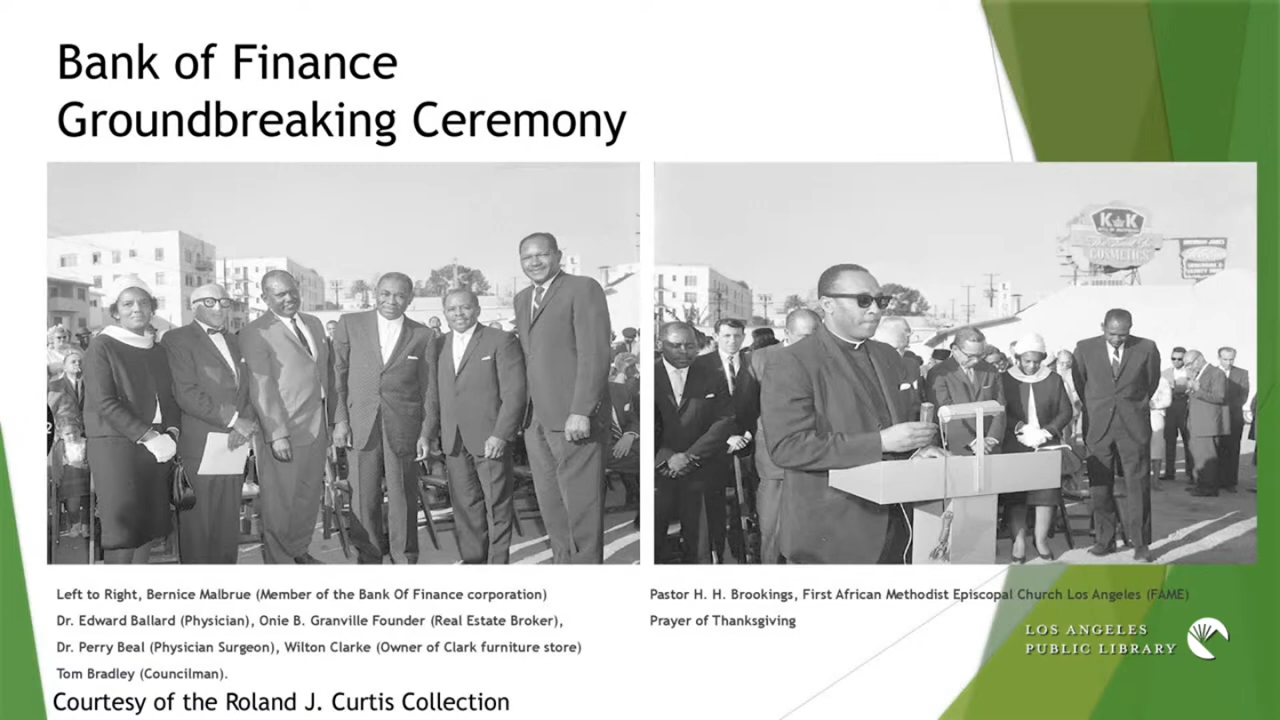 Bank of Finance
Groundbreaking Ceremony
K K
COSMETICS
Left to Right, Bernice Malbrue (Member of the Bank Of Finance corporation)
Dr. Edward Ballard (Physician), Onie B. Granville Founder (Real Estate Broker),
Dr. Perry Beal (Physician Surgeon), Wilton Clarke (Owner of Clark furniture store)
Tom Bradley (Councilman).
Pastor H. H. Brookings, First African Methodist Episcopal Church Los Angeles (FAME)
Prayer of Thanksgiving
LOS ANGELES
PUBLIC LIBRARY
Courtesy of the Roland J. Curtis Collection